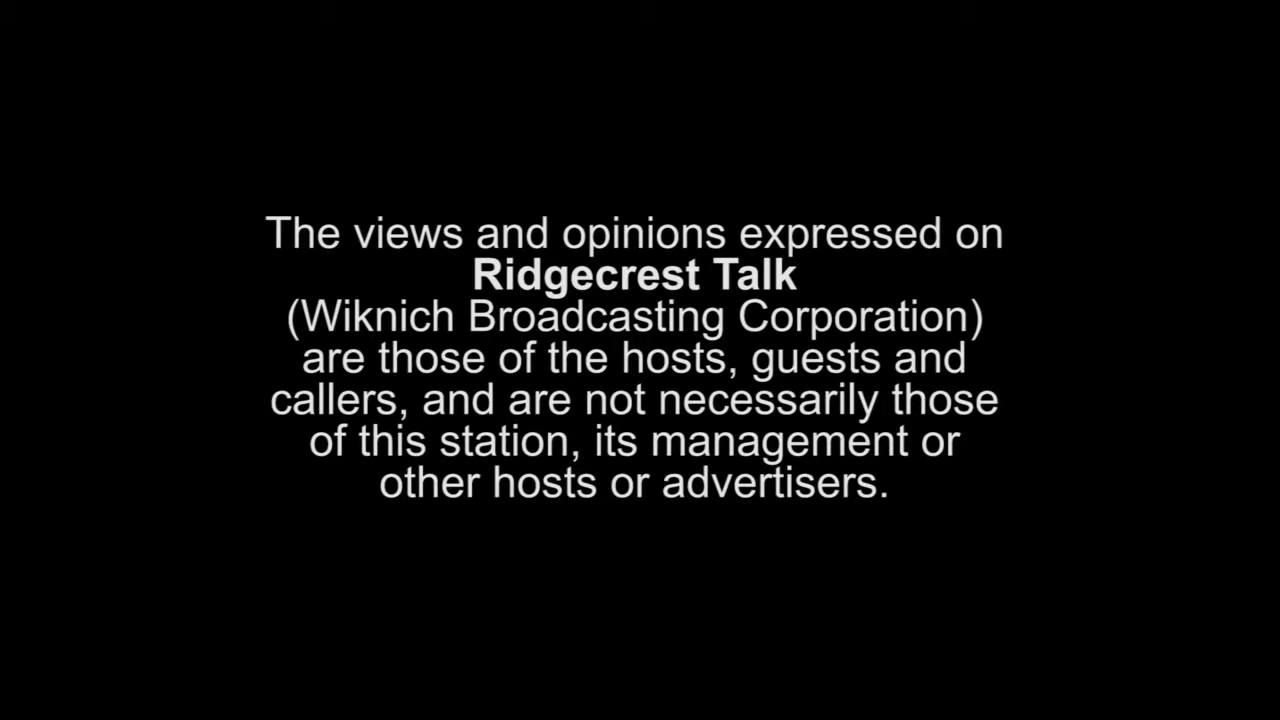 The views and opinions expressed on
Ridgecrest Talk
(Wiknich Broadcasting Corporation)
are those of the hosts, guests and
callers, and are not necessarily those
of this station, its management or
other hosts or advertisers.